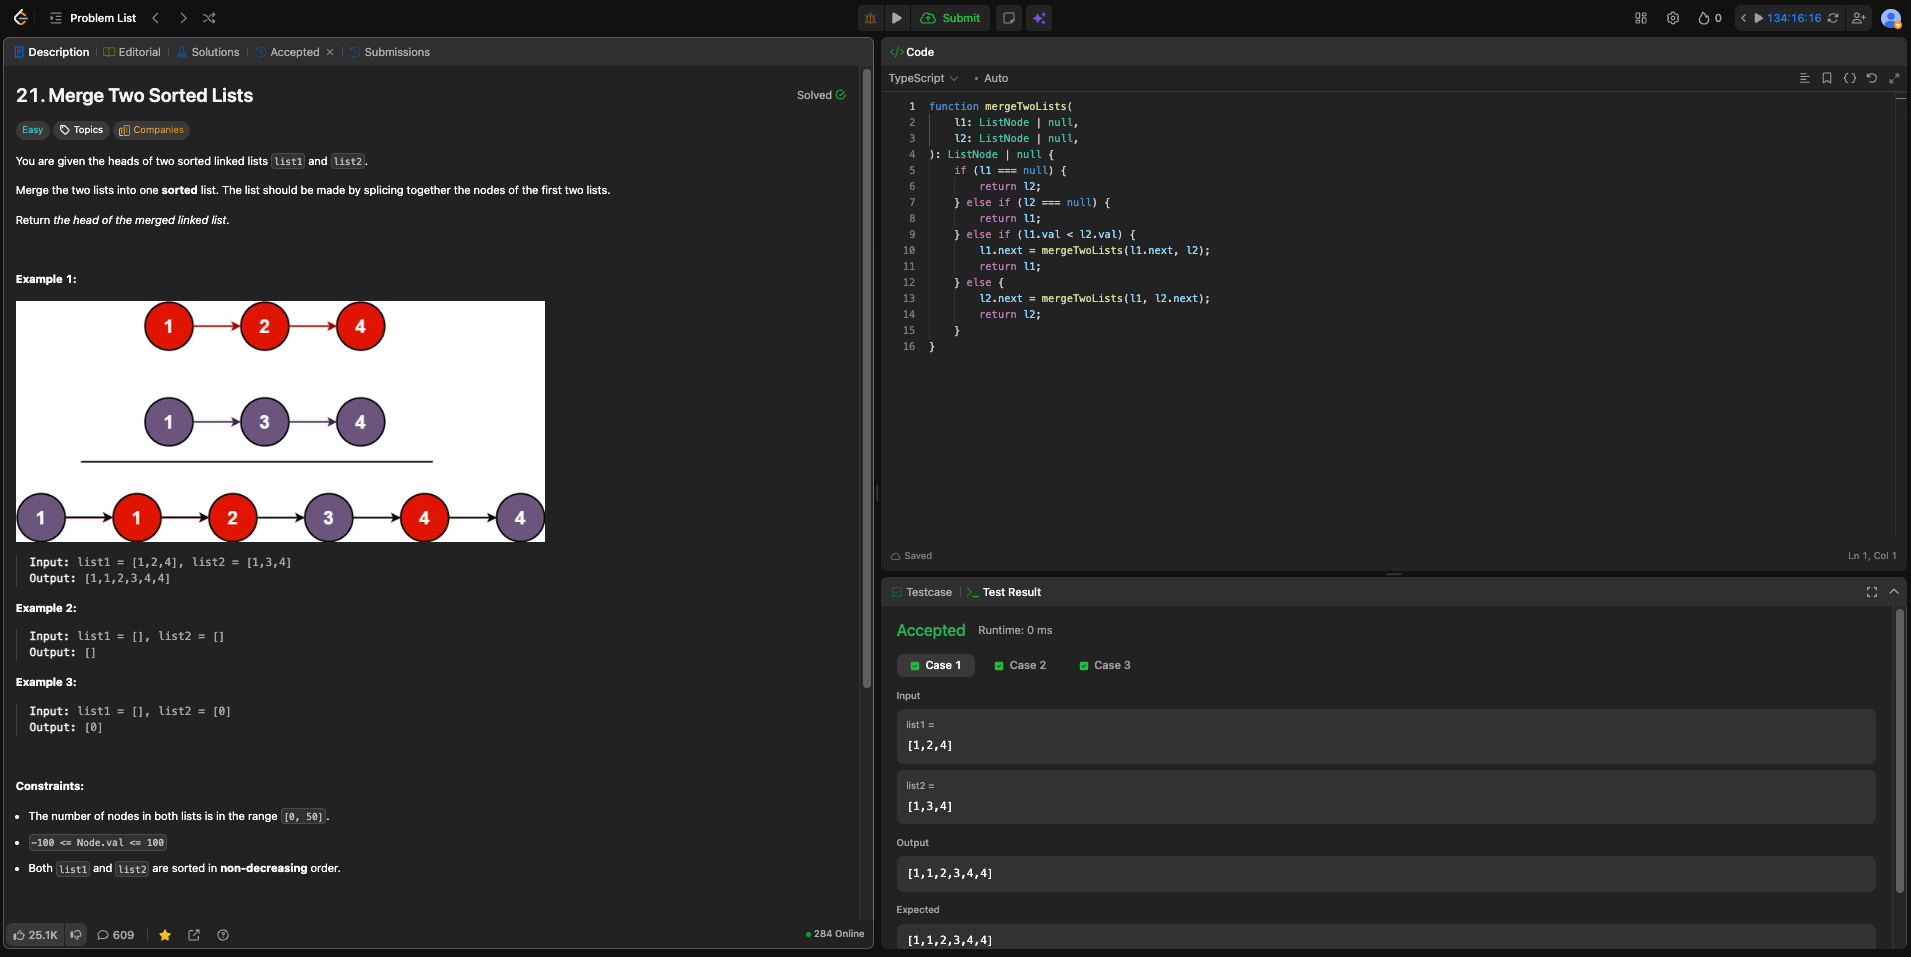 Problem List
Submit
0
134:16:16
Description
Editorial
Solutions
Accepted
Submissions
21. Merge Two Sorted Lists
Solved
Easy
Topics
Companies
You are given the heads of two sorted linked lists list1 and list2.
Merge the two lists into one sorted list. The list should be made by splicing together the nodes of the first two lists.
Return the head of the merged linked list.
Example 1:
1 2 4
1 3 4
1 1 2 3 4 4
Input: list1 = [1,2,4], list2 = [1,3,4]
Output: [1,1,2,3,4,4]
Example 2:
Input: list1 = [], list2 = []
Output: []
Example 3:
Input: list1 = [], list2 = [0]
Output: [0]
Constraints:
• The number of nodes in both lists is in the range [0, 50].
• -100 <= Node.val <= 100
• Both list1 and list2 are sorted in non-decreasing order.
25.1K
609
284 Online
</> Code
TypeScript
• Auto
1 function mergeTwoLists(
2     l1: ListNode | null,
3     l2: ListNode | null,
4 ): ListNode | null {
5     if (l1 === null) {
6         return l2;
7     } else if (l2 === null) {
8         return l1;
9     } else if (l1.val < l2.val) {
10         l1.next = mergeTwoLists(l1.next, l2);
11         return l1;
12     } else {
13         l2.next = mergeTwoLists(l1, l2.next);
14         return l2;
15     }
16 }
Saved
Ln 1, Col 1
Testcase
>_ Test Result
Accepted
Runtime: 0 ms
Case 1
Case 2
Case 3
Input
list1 =
[1,2,4]
list2 =
[1,3,4]
Output
[1,1,2,3,4,4]
Expected
[1,1,2,3,4,4]